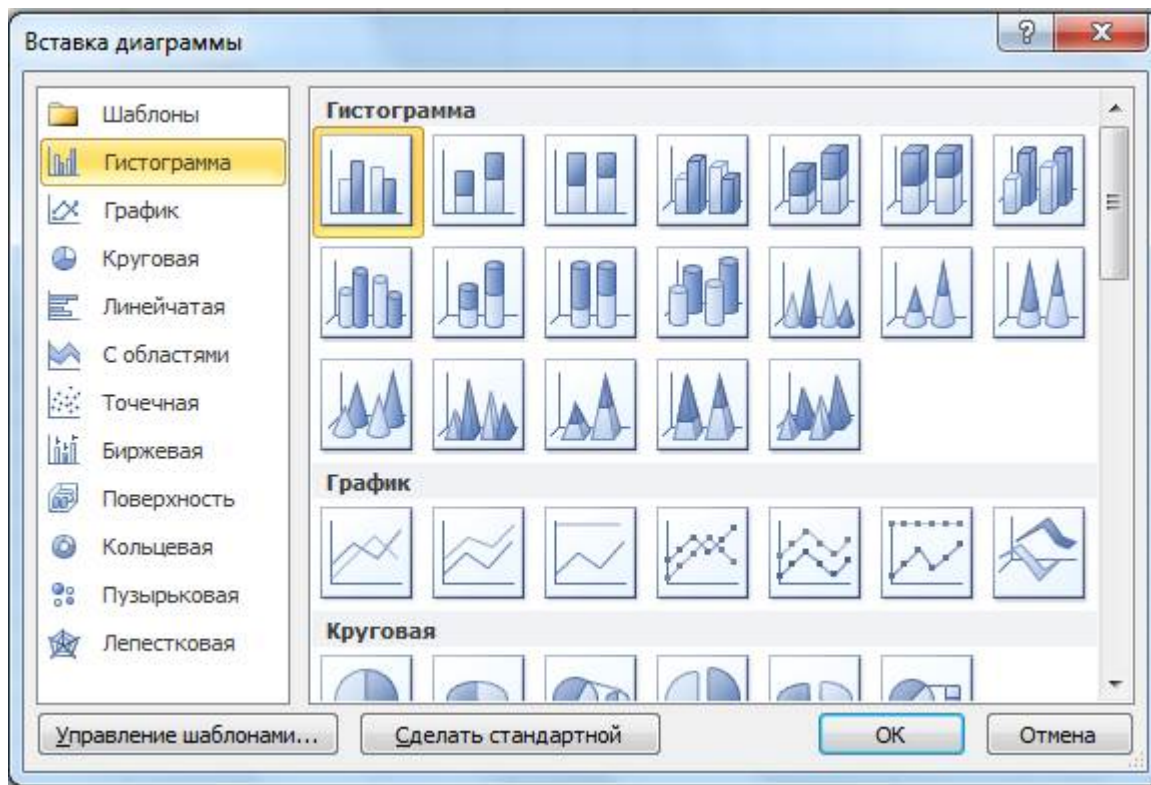 Вставка диаграммы
Шаблоны
Гистограмма
График
Круговая
Линейчатая
С областями
Точечная
Биржевая
Поверхность
Кольцевая
Пузырьковая
Лепестковая
Гистограмма
График
Круговая
Управление шаблонами...
Сделать стандартной
ОК
Отмена